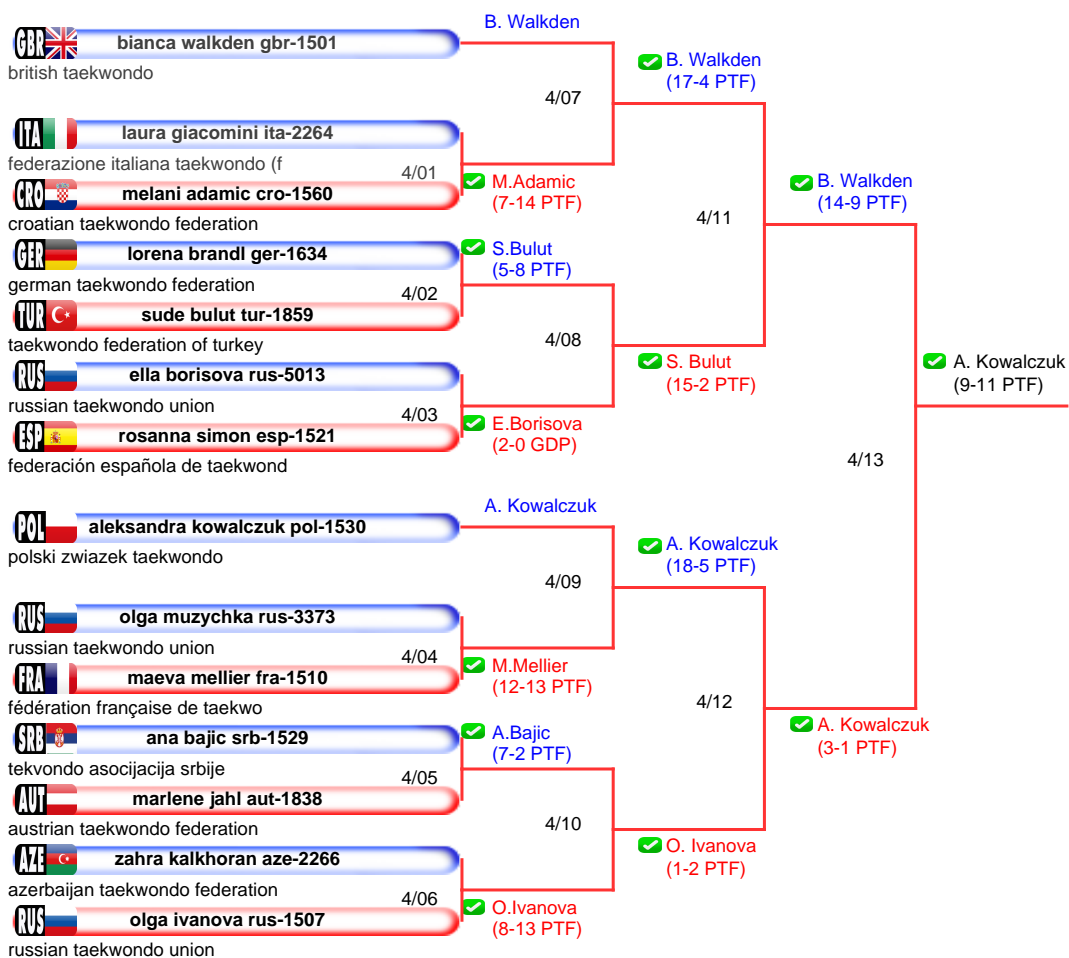 B. Walkden
GBR bianca walkden gbr-1501
british taekwondo
B. Walkden
(17-4 PTF)
4/07
ITA laura giacomini ita-2264
federazione italiana taekwondo (f
4/01
CRO melani adamic cro-1560
croatian taekwondo federation
M.Adamic
(7-14 PTF)
B. Walkden
(14-9 PTF)
4/11
GER lorena brandl ger-1634
german taekwondo federation
S.Bulut
(5-8 PTF)
4/02
TUR sude bulut tur-1859
taekwondo federation of turkey
4/08
S. Bulut
(15-2 PTF)
RUS ella borisova rus-5013
russian taekwondo union
4/03
ESP rosanna simon esp-1521
federación española de taekwond
E.Borisova
(2-0 GDP)
A. Kowalczuk
(9-11 PTF)
4/13
A. Kowalczuk
POL aleksandra kowalczuk pol-1530
polski zwiazek taekwondo
A. Kowalczuk
(18-5 PTF)
4/09
RUS olga muzychka rus-3373
russian taekwondo union
4/04
FRA maeva mellier fra-1510
fédération française de taekwo
M.Mellier
(12-13 PTF)
4/12
A. Kowalczuk
(3-1 PTF)
SRB ana bajic srb-1529
tekvondo asocijacija srbije
A.Bajic
(7-2 PTF)
4/05
AUT marlene jahl aut-1838
austrian taekwondo federation
4/10
O. Ivanova
(1-2 PTF)
AZE zahra kalkhoran aze-2266
azerbaijan taekwondo federation
4/06
RUS olga ivanova rus-1507
russian taekwondo union
O.Ivanova
(8-13 PTF)